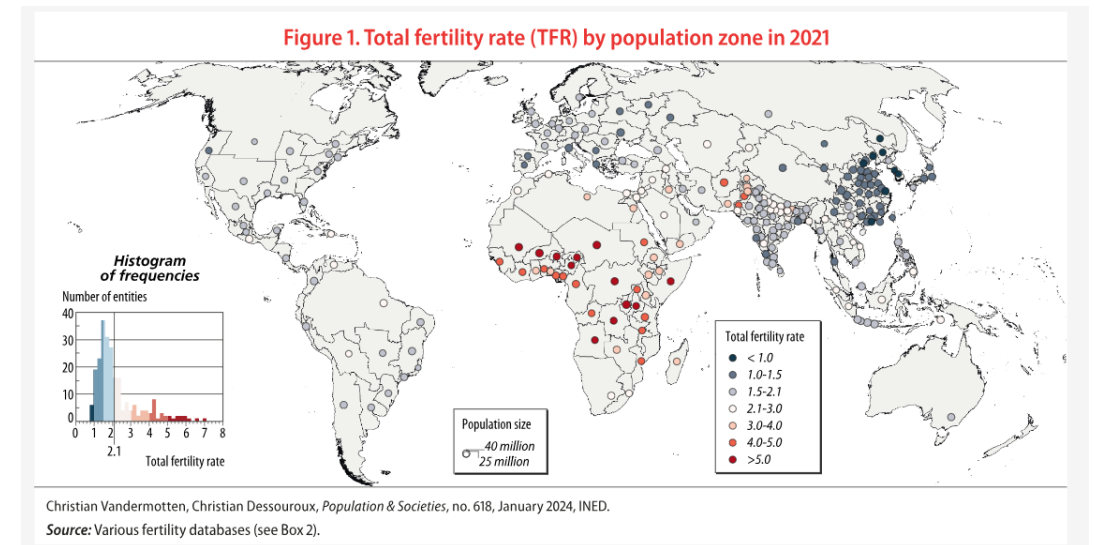 Figure 1. Total fertility rate (TFR) by population zone in 2021
Histogram
of frequencies
Number of entities
40
30
20
10
0
0 1 2 3 4 5 6 7 8
2.1
Total fertility rate
Population size
40 million
25 million
Total fertility rate
< 1.0
1.0-1.5
1.5-2.1
2.1-3.0
3.0-4.0
4.0-5.0
>5.0
Christian Vandermotten, Christian Dessouroux, Population & Societies, no. 618, January 2024, INED.
Source: Various fertility databases (see Box 2).